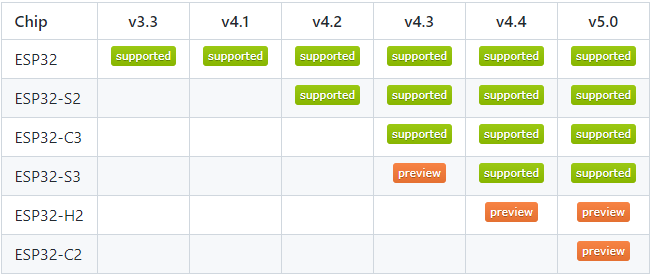 Chip v3.3 v4.1 v4.2 v4.3 v4.4 v5.0
ESP32 supported supported supported supported supported supported
ESP32-S2 supported supported supported supported
ESP32-C3 supported supported supported
ESP32-S3 preview supported supported
ESP32-H2 preview preview
ESP32-C2 preview